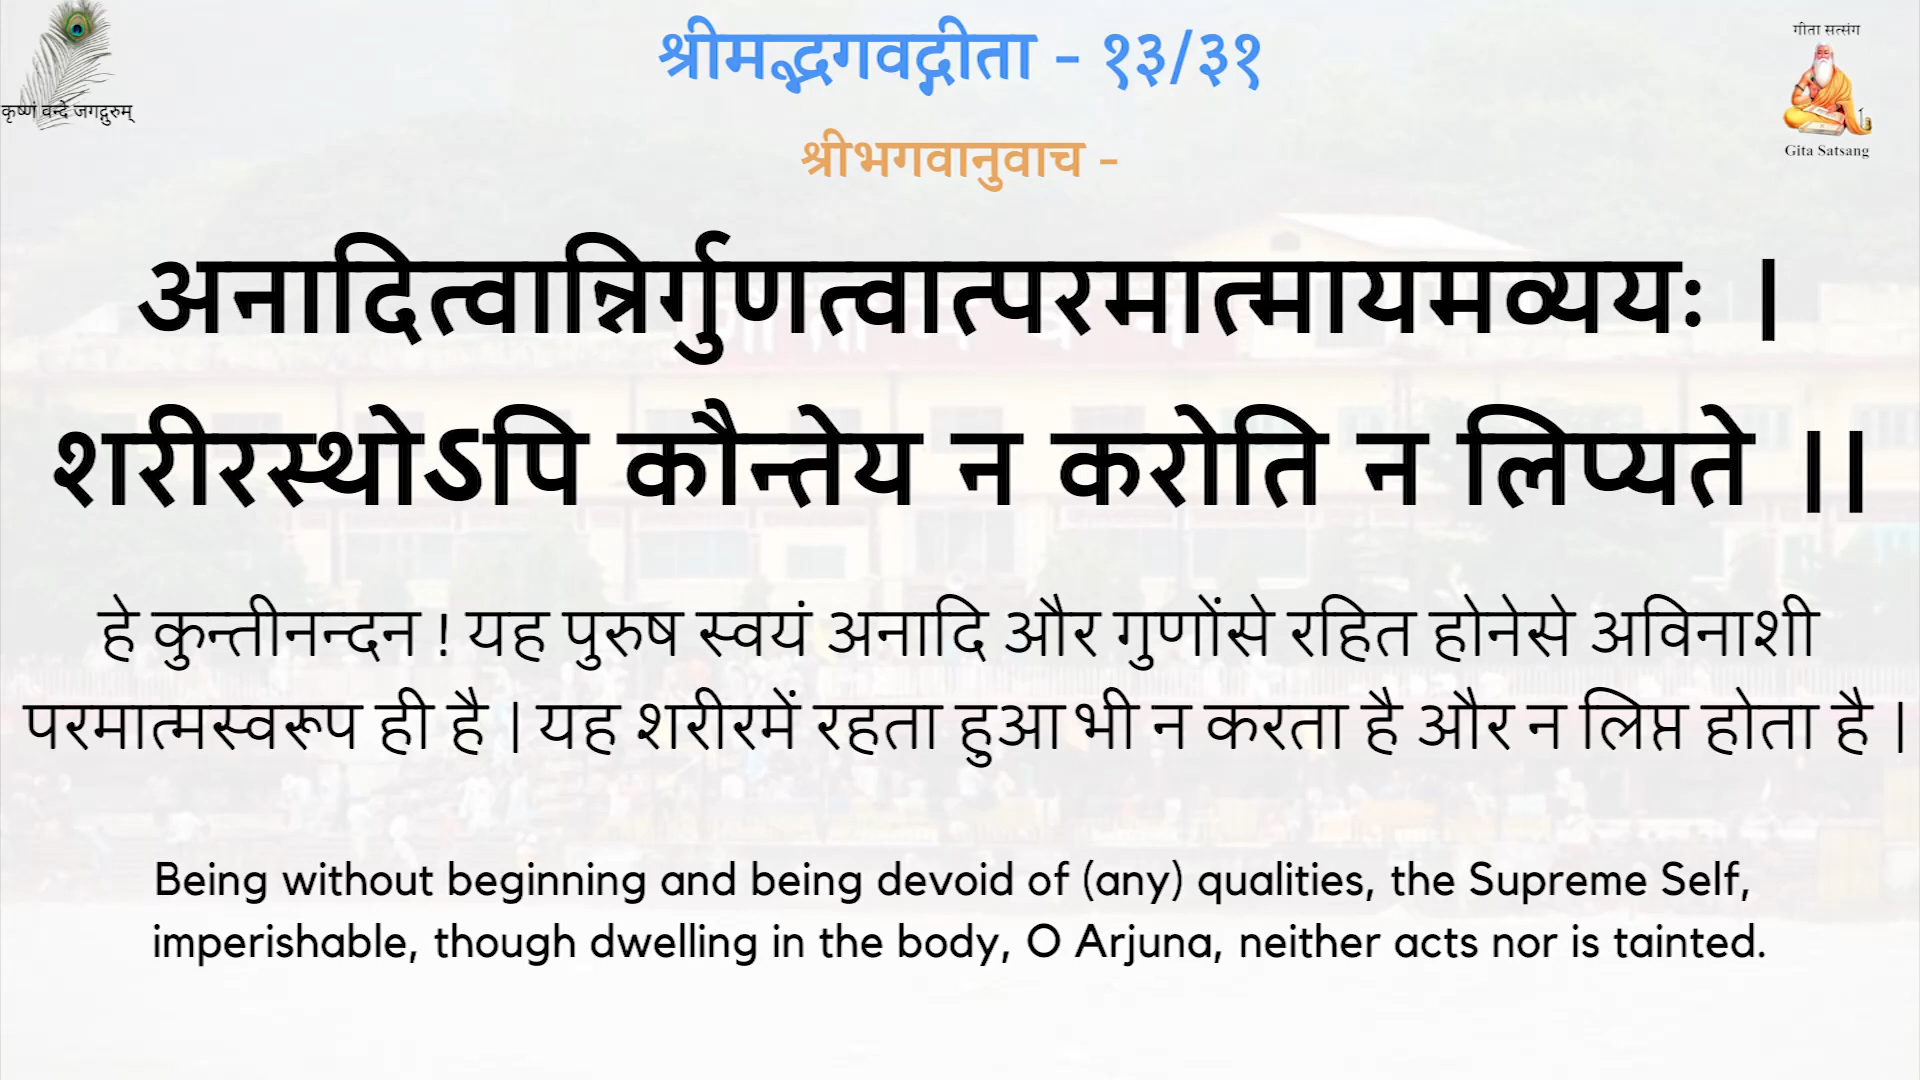 श्रीमद्भगवद्गीता - १३/३१
कृष्णं वन्दे जगद्गुरुम्
गीता सत्संग
Gita Satsang
श्रीभगवानुवाच -
अनादित्वान्निर्गुणत्वात्परमात्मायमव्ययः |
शरीरस्थोऽपि कौन्तेय न करोति न लिप्यते ||
हे कुन्तीनन्दन ! यह पुरुष स्वयं अनादि और गुणोंसे रहित होनेसे अविनाशी
परमात्मस्वरूप ही है | यह शरीरमें रहता हुआ भी न करता है और न लिप्त होता है |
Being without beginning and being devoid of (any) qualities, the Supreme Self,
imperishable, though dwelling in the body, O Arjuna, neither acts nor is tainted.